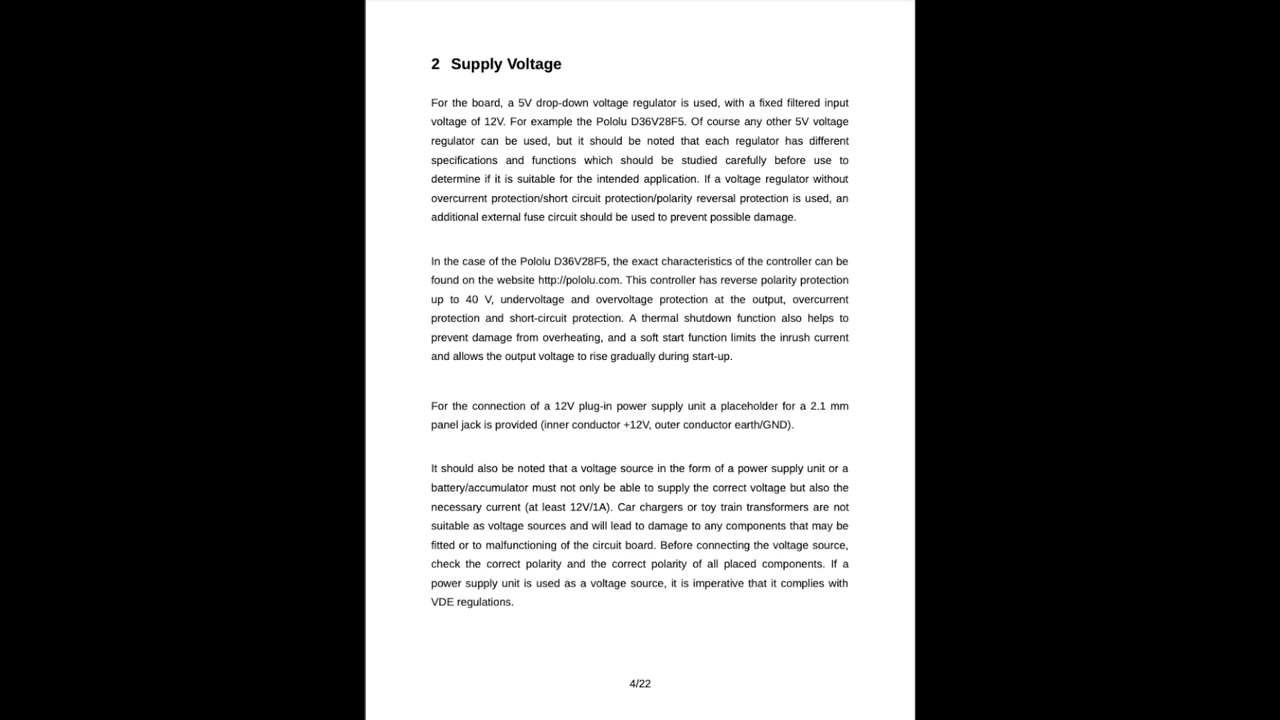 2 Supply Voltage
For the board, a 5V drop-down voltage regulator is used, with a fixed filtered input
voltage of 12V. For example the Pololu D36V28F5. Of course any other 5V voltage
regulator can be used, but it should be noted that each regulator has different
specifications and functions which should be studied carefully before use to
determine if it is suitable for the intended application. If a voltage regulator without
overcurrent protection/short circuit protection/polarity reversal protection is used, an
additional external fuse circuit should be used to prevent possible damage.
In the case of the Pololu D36V28F5, the exact characteristics of the controller can be
found on the website http://pololu.com. This controller has reverse polarity protection
up to 40 V, undervoltage and overvoltage protection at the output, overcurrent
protection and short-circuit protection. A thermal shutdown function also helps to
prevent damage from overheating, and a soft start function limits the inrush current
and allows the output voltage to rise gradually during start-up.
For the connection of a 12V plug-in power supply unit a placeholder for a 2.1 mm
panel jack is provided (inner conductor +12V, outer conductor earth/GND).
It should also be noted that a voltage source in the form of a power supply unit or a
battery/accumulator must not only be able to supply the correct voltage but also the
necessary current (at least 12V/1A). Car chargers or toy train transformers are not
suitable as voltage sources and will lead to damage to any components that may be
fitted or to malfunctioning of the circuit board. Before connecting the voltage source,
check the correct polarity and the correct polarity of all placed components. If a
power supply unit is used as a voltage source, it is imperative that it complies with
VDE regulations.
4/22